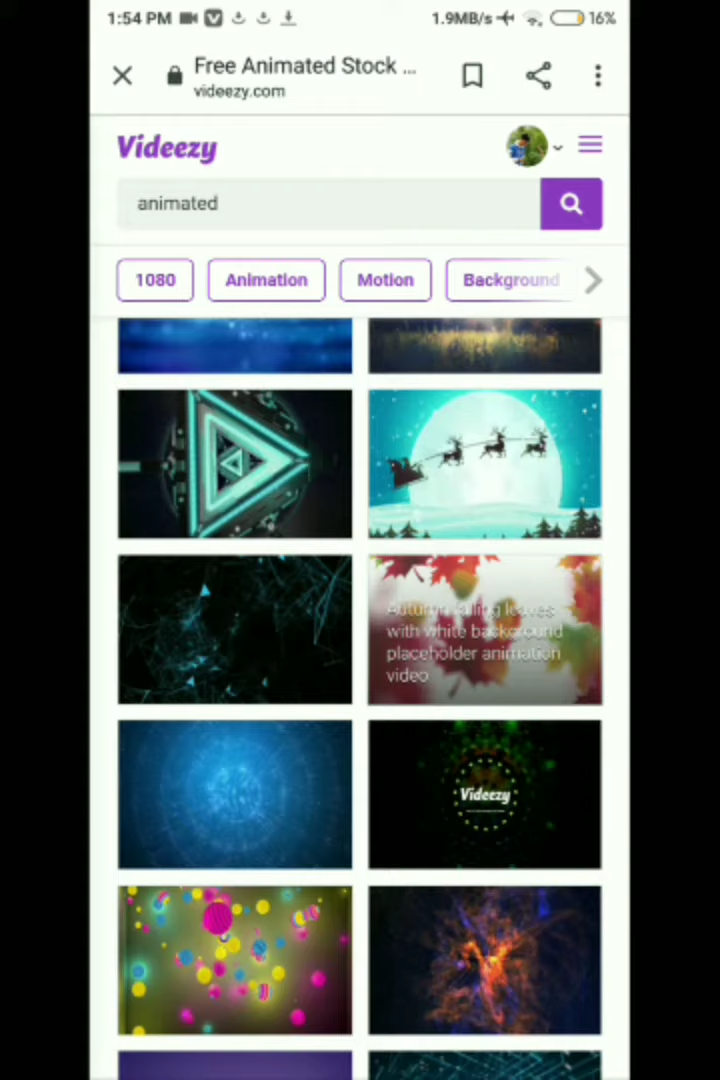 1:54 PM 1.9MB/s 16%
Free Animated Stock ...
videezy.com
Videezy
animated
1080 Animation Motion Background
Autumn falling leaves
with white background
placeholder animation
video
Videezy